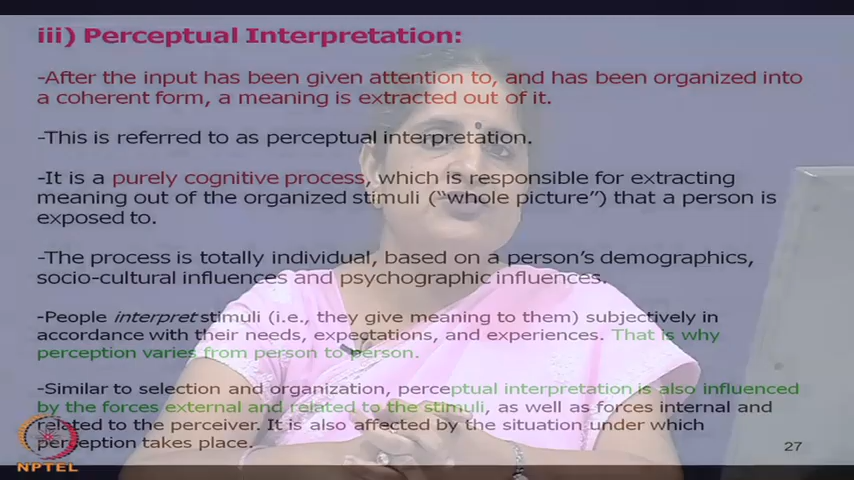 iii) Perceptual Interpretation:
-After the input has been given attention to, and has been organized into
a coherent form, a meaning is extracted out of it.
-This is referred to as perceptual interpretation.
-It is a purely cognitive process, which is responsible for extracting
meaning out of the organized stimuli (“whole picture”) that a person is
exposed to.
-The process is totally individual, based on a person’s demographics,
socio-cultural influences and psychographic influences.
-People interpret stimuli (i.e., they give meaning to them) subjectively in
accordance with their needs, expectations, and experiences. That is why
perception varies from person to person.
-Similar to selection and organization, perceptual interpretation is also influenced
by the forces external and related to the stimuli, as well as forces internal and
related to the perceiver. It is also affected by the situation under which
perception takes place.
27
NPTEL